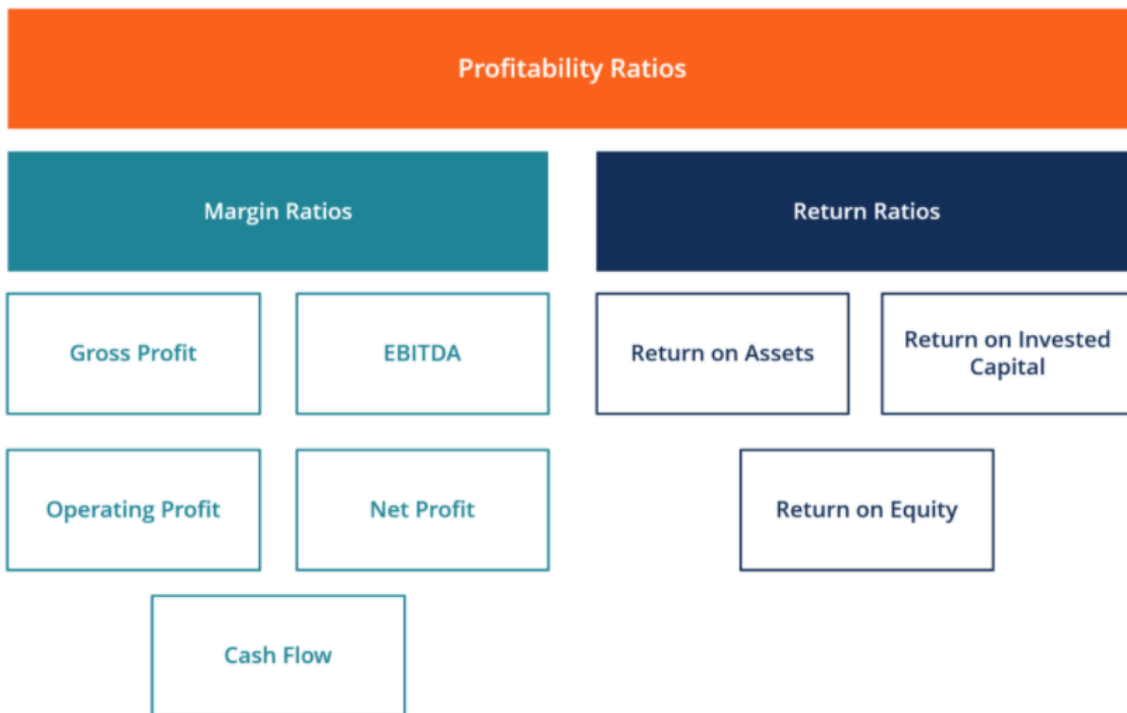 Profitability Ratios
Margin Ratios
Return Ratios
Gross Profit
EBITDA
Return on Assets
Return on Invested
Capital
Operating Profit
Net Profit
Return on Equity
Cash Flow